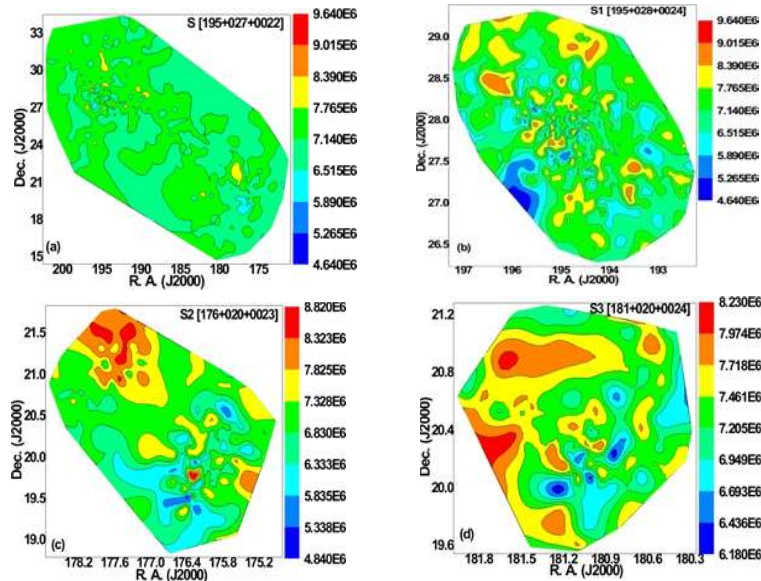 S [195+027+0022]
33
30
27
24
21
18
15
Dec. (J2000)
(a)
200 195 190 185 180 175
R. A. (J2000)
9.640E6
9.015E6
8.390E6
7.765E6
7.140E6
6.515E6
5.890E6
5.265E6
4.640E6
S1 [195+028+0024]
29.0
28.5
28.0
27.5
27.0
26.5
Dec. (J2000)
(b)
197 196 195 194 193
R. A. (J2000)
9.640E6
9.015E6
8.390E6
7.765E6
7.140E6
6.515E6
5.890E6
5.265E6
4.640E6
S2 [176+020+0023]
21.5
21.0
20.5
20.0
19.5
19.0
Dec. (J2000)
(c)
178.2 177.6 177.0 176.4 175.8 175.2
R. A. (J2000)
8.820E6
8.323E6
7.825E6
7.328E6
6.830E6
6.333E6
5.835E6
5.338E6
4.840E6
S3 [181+020+0024]
21.2
20.8
20.4
20.0
19.6
Dec. (J2000)
(d)
181.8 181.5 181.2 180.9 180.6 180.3
R. A. (J2000)
8.230E6
7.974E6
7.718E6
7.461E6
7.205E6
6.949E6
6.693E6
6.436E6
6.180E6